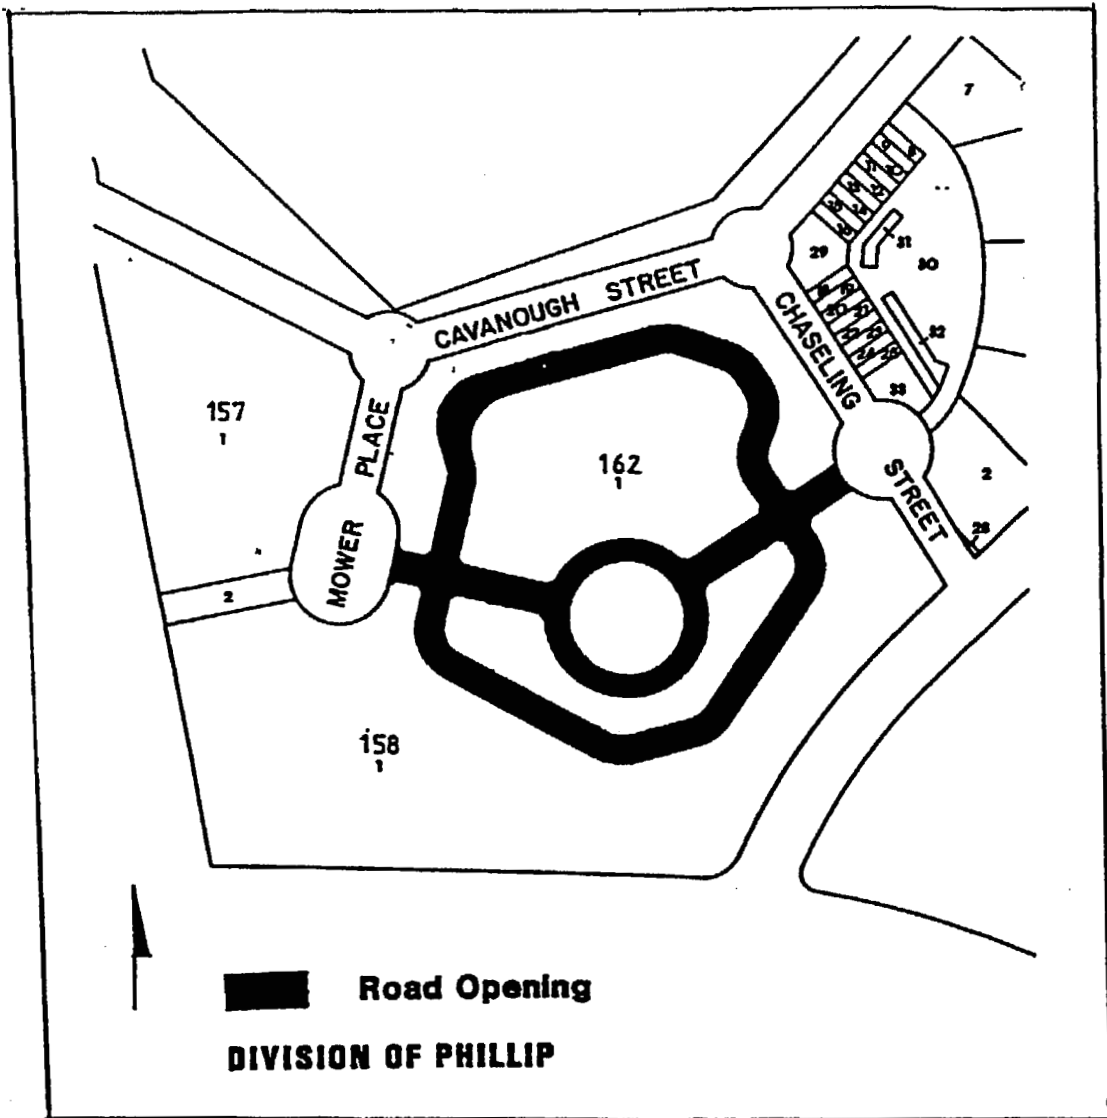 7
29
31
30
32
33
CAVANOUGH STREET
CHASELING
STREET
2
28
157
1
PLACE
162
1
MOWER
2
158
1
Road Opening
DIVISION OF PHILLIP